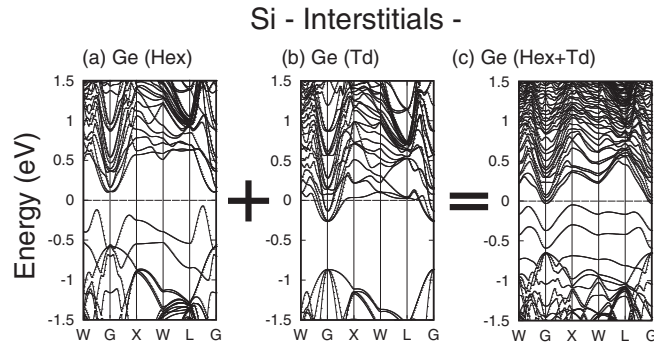 Si - Interstitials -
(a) Ge (Hex) (b) Ge (Td) (c) Ge (Hex+Td)
Energy (eV)
1.5 1.5 1.5
1 1 1
0.5 0.5 0.5
0 0 0
-0.5 -0.5 -0.5
-1 -1 -1
-1.5 -1.5 -1.5
W G X W L G W G X W L G W G X W L G
+ =